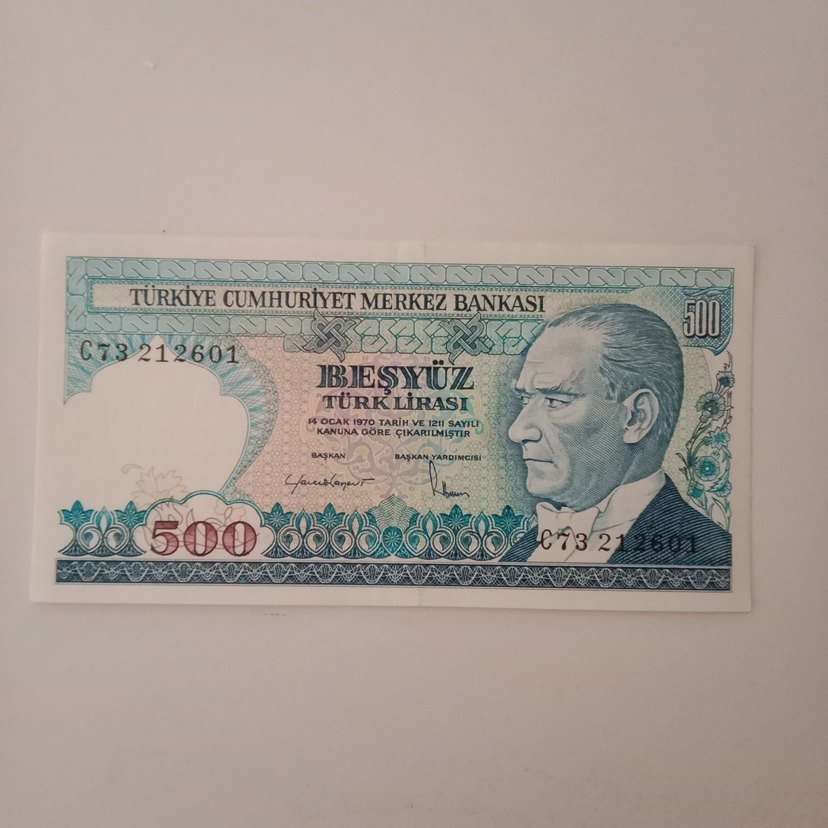 TÜRKİYE CUMHURİYET MERKEZ BANKASI
500
C73 212601
BEŞYÜZ
TÜRK LİRASI
14 OCAK 1970 TARİH VE 1211 SAYILI
KANUNA GÖRE ÇIKARILMIŞTIR
BAŞKAN BAŞKAN YARDIMCISI
500
C73 212601